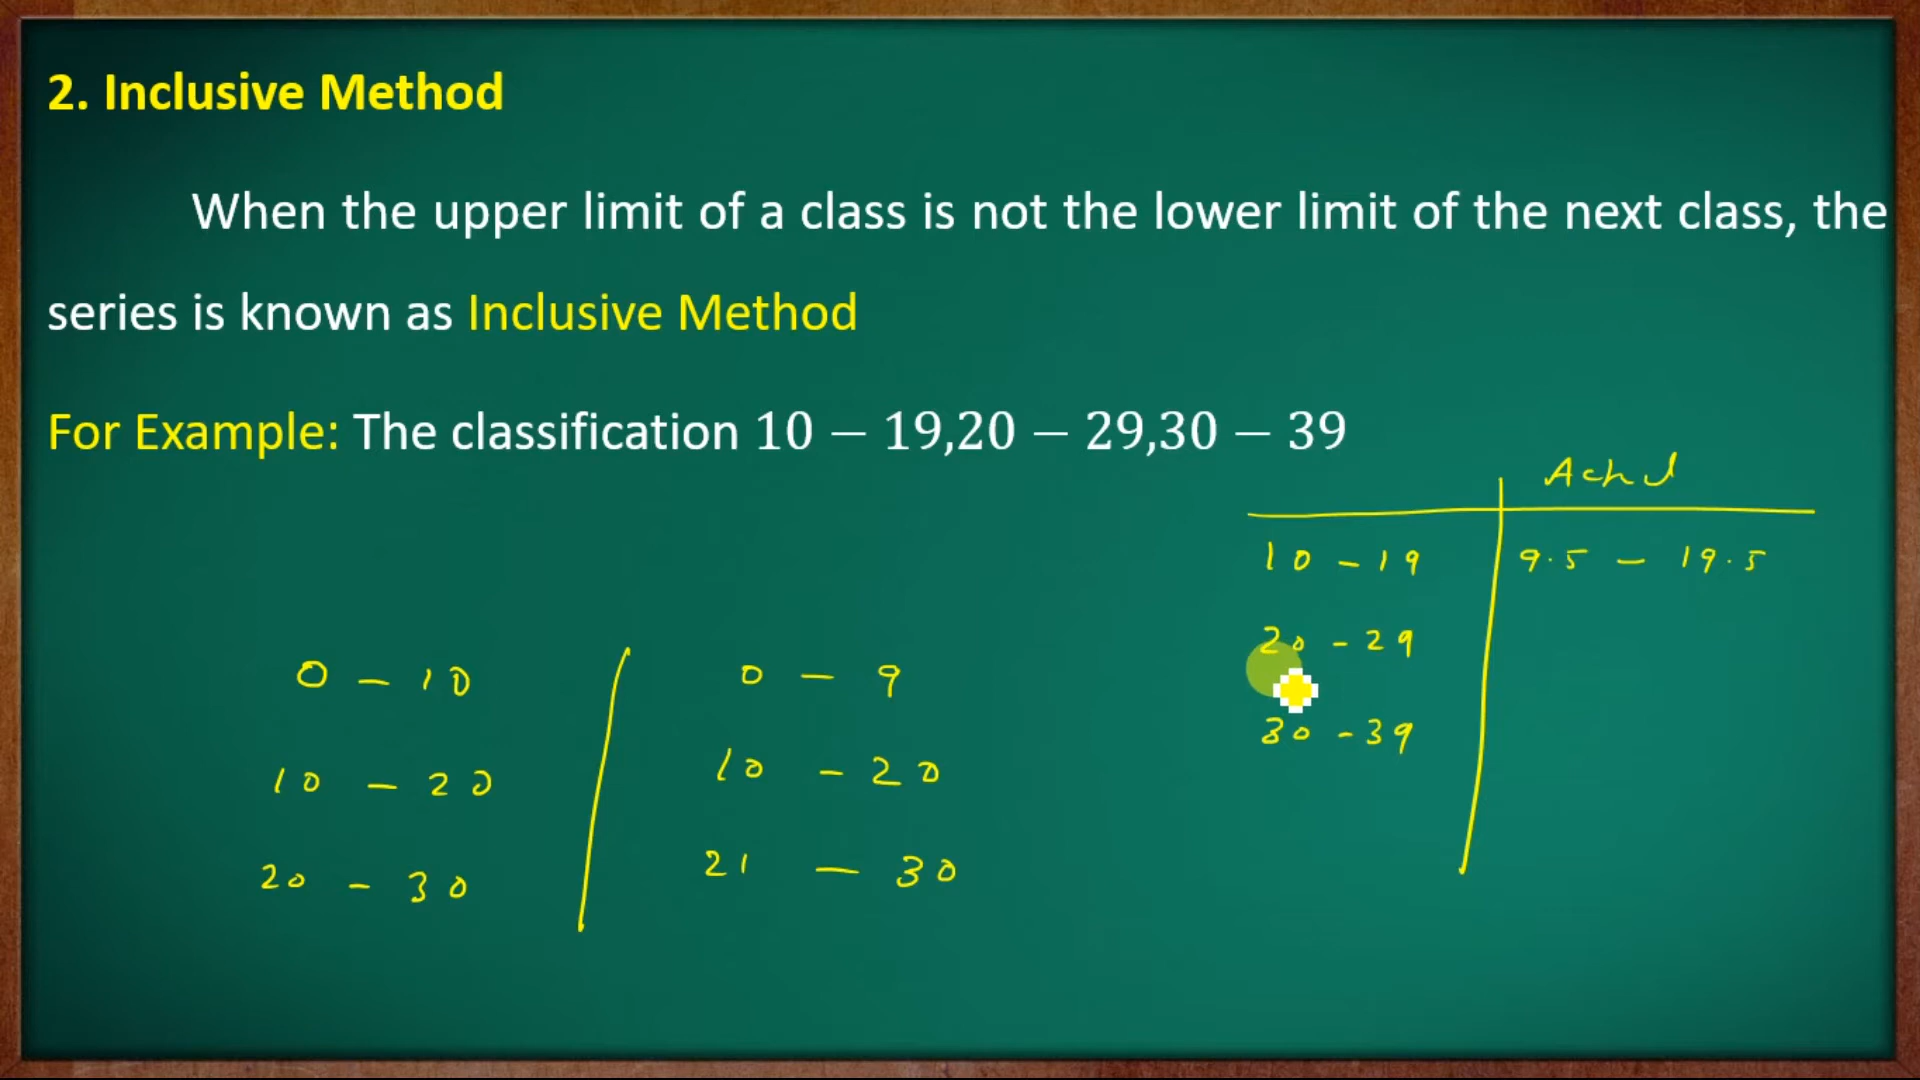 2. Inclusive Method
When the upper limit of a class is not the lower limit of the next class, the
series is known as Inclusive Method
For Example: The classification 10 − 19,20 − 29,30 − 39
10 - 19 9.5 - 19.5
20 - 29
30 - 39
0 - 10
10 - 20
20 - 30
0 - 9
10 - 20
21 - 30